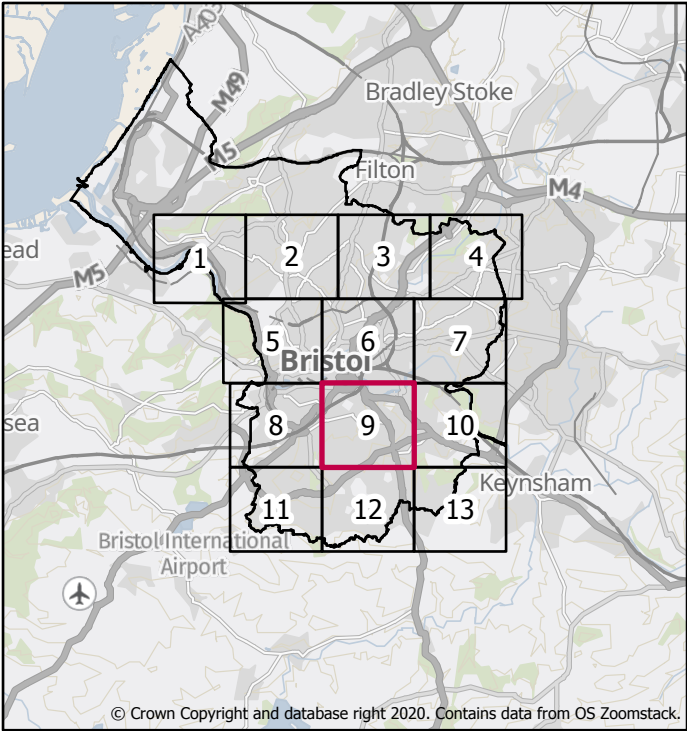 A403
M49
Bradley Stoke
M5
Filton
M4
ead
M5
1
2
3
4
5
6
7
Bristol
sea
8
9
10
Keynsham
11
12
13
Bristol International
Airport
© Crown Copyright and database right 2020. Contains data from OS Zoomstack.